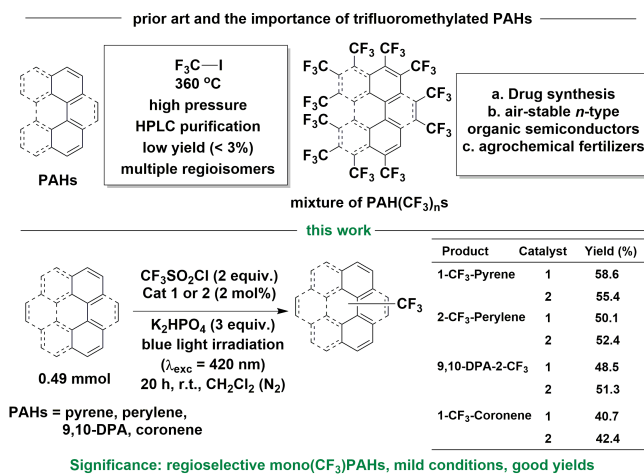 prior art and the importance of trifluoromethylated PAHs
F₃C—I
360 °C
high pressure
HPLC purification
low yield (< 3%)
multiple regioisomers
PAHs
CF₃ CF₃
F₃C CF₃
F₃C CF₃
F₃C CF₃
F₃C CF₃
F₃C
CF₃ CF₃
mixture of PAH(CF₃)ₙs
a. Drug synthesis
b. air-stable n-type
organic semiconductors
c. agrochemical fertilizers
this work
0.49 mmol
CF₃SO₂Cl (2 equiv.)
Cat 1 or 2 (2 mol%)
K₂HPO₄ (3 equiv.)
blue light irradiation
(λexc = 420 nm)
20 h, r.t., CH₂Cl₂ (N₂)
CF₃
PAHs = pyrene, perylene,
9,10-DPA, coronene
Product Catalyst Yield (%)
1-CF₃-Pyrene 1 58.6
2 55.4
2-CF₃-Perylene 1 50.1
2 52.4
9,10-DPA-2-CF₃ 1 48.5
2 51.3
1-CF₃-Coronene 1 40.7
2 42.4
Significance: regioselective mono(CF₃)PAHs, mild conditions, good yields